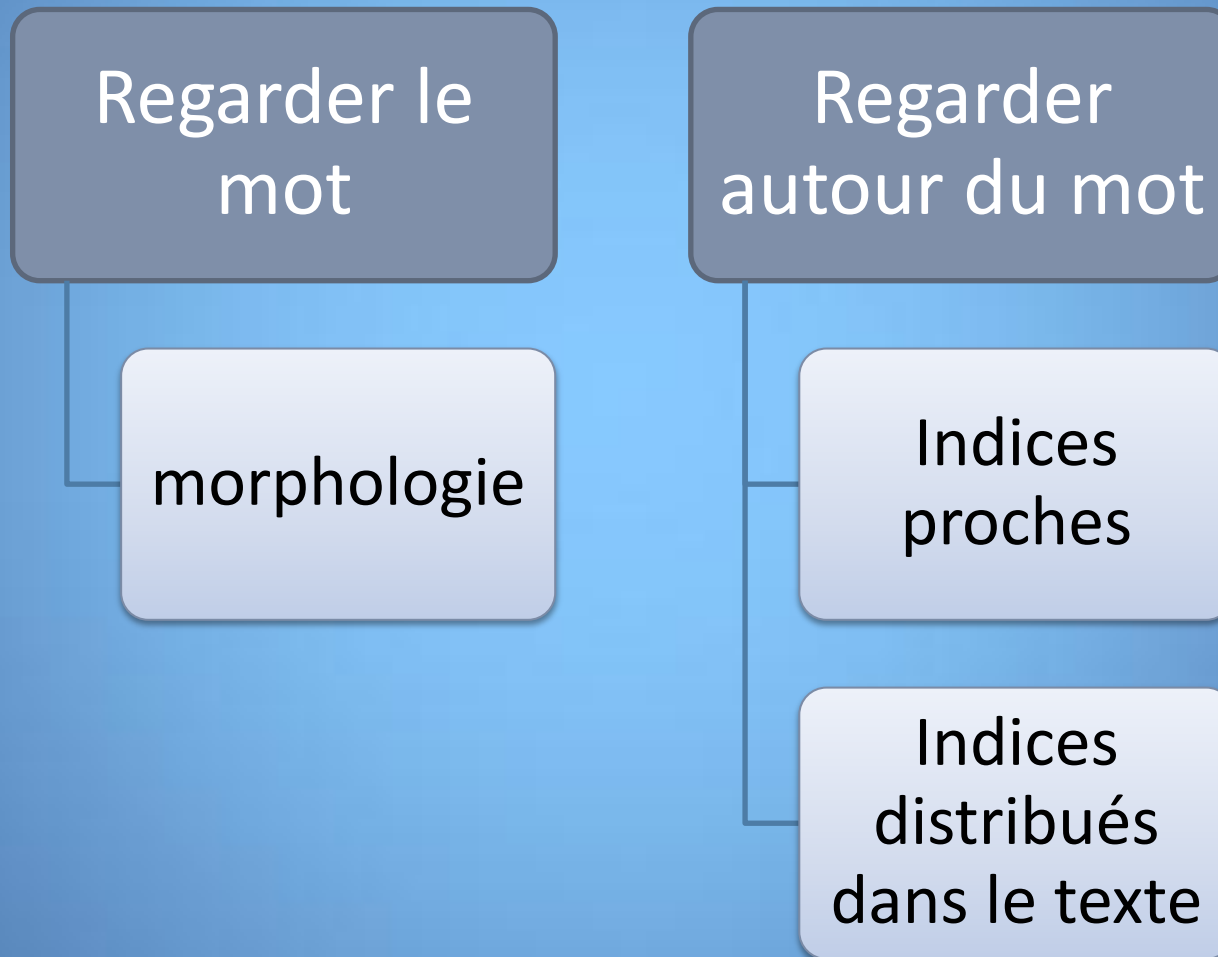 Regarder le
mot
morphologie
Regarder
autour du mot
Indices
proches
Indices
distribués
dans le texte